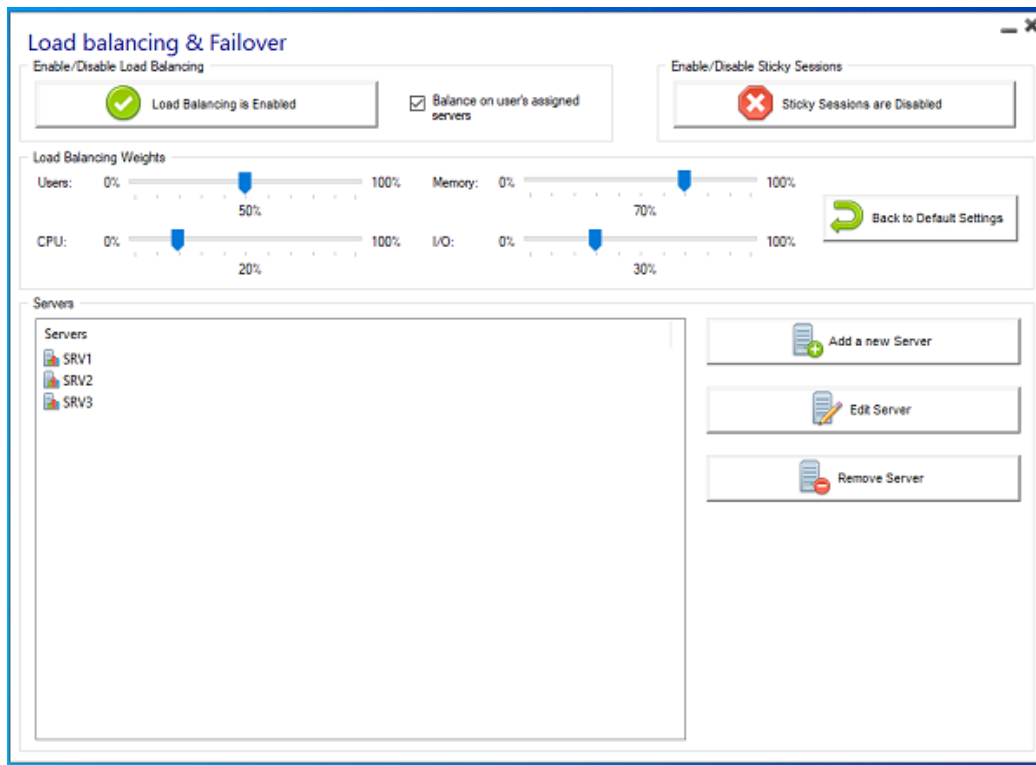 Load balancing & Failover
Enable/Disable Load Balancing
Enable/Disable Sticky Sessions
Load Balancing is Enabled
Balance on user's assigned
servers
Sticky Sessions are Disabled
Load Balancing Weights
Users: 0% 100% Memory: 0% 100%
50% 70%
Back to Default Settings
CPU: 0% 100% I/O: 0% 100%
20% 30%
Servers
Servers
SRV1
SRV2
SRV3
Add a new Server
Edit Server
Remove Server